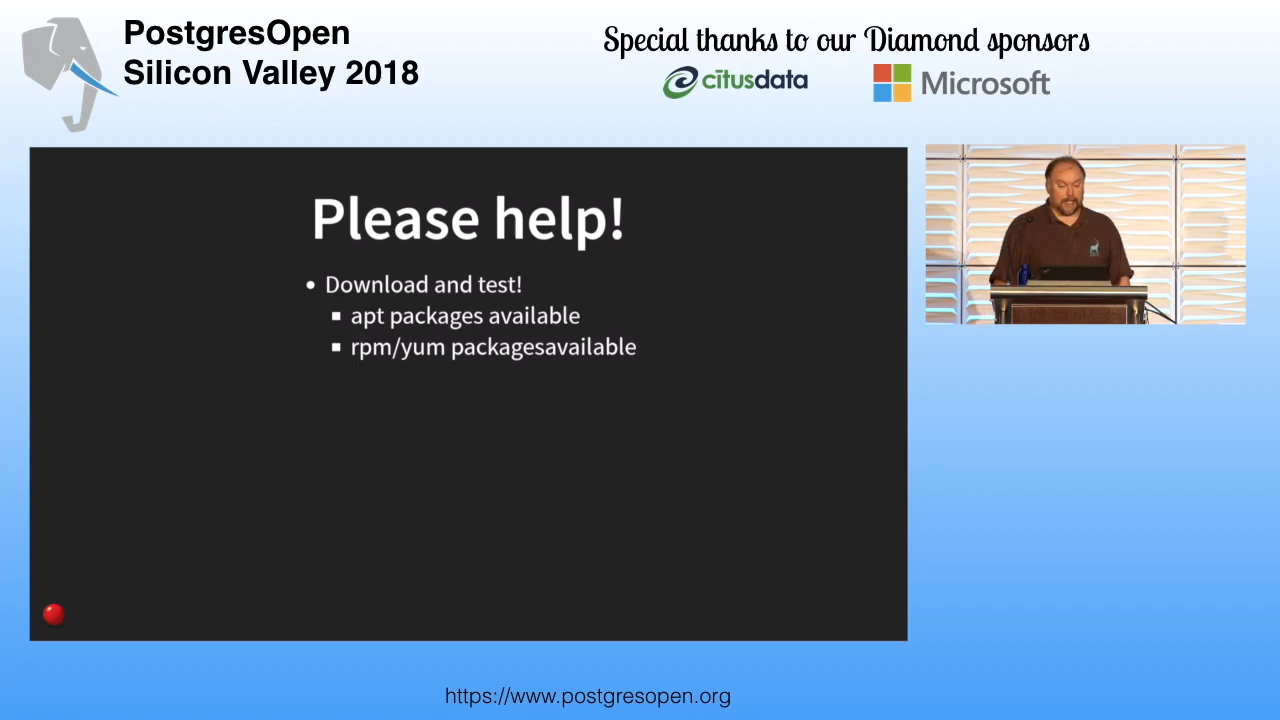 PostgresOpen
Silicon Valley 2018
Special thanks to our Diamond sponsors
citusdata
Microsoft
Please help!
Download and test!
apt packages available
rpm/yum packagesavailable
https://www.postgresopen.org